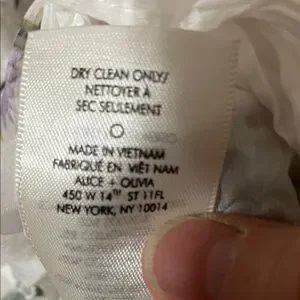 DRY CLEAN ONLY/
NETTOYER À
SEC SEULEMENT
MADE IN VIETNAM
FABRIQUÉ EN VIÊT NAM
ALICE + OLIVIA
450 W 14TH ST 11FL
NEW YORK, NY 10014